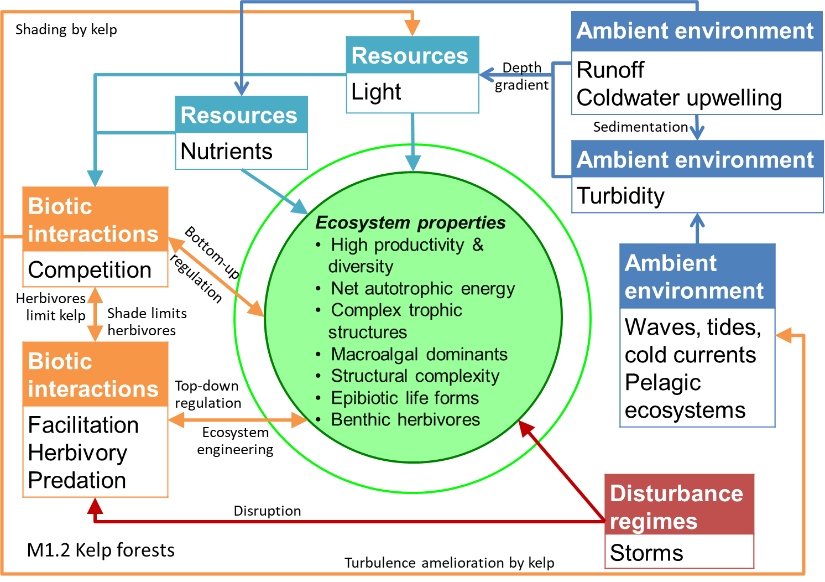 Shading by kelp
Resources
Light
Depth
gradient
Ambient environment
Runoff
Coldwater upwelling
Sedimentation
Resources
Nutrients
Ambient environment
Turbidity
Biotic
interactions
Competition
Bottom-up
regulation
Ecosystem properties
• High productivity &
diversity
• Net autotrophic energy
• Complex trophic
structures
• Macroalgal dominants
• Structural complexity
• Epibiotic life forms
• Benthic herbivores
Ambient
environment
Waves, tides,
cold currents
Pelagic
ecosystems
Herbivores
limit kelp
Shade limits
herbivores
Biotic
interactions
Facilitation
Herbivory
Predation
Top-down
regulation
Ecosystem
engineering
Disturbance
regimes
Storms
Disruption
M1.2 Kelp forests
Turbulence amelioration by kelp